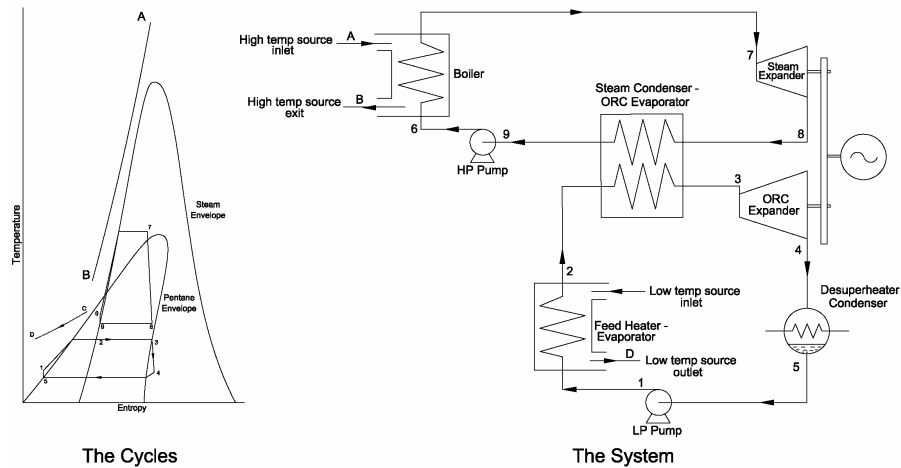 A
Temperature
Steam
Envelope
7
B
Pentane
Envelope
C
D
9
6
8
2
3
1
4
5
Entropy
The Cycles
High temp source
inlet
A
Boiler
High temp source
exit
B
6
HP Pump
9
Steam Condenser -
ORC Evaporator
7
Steam
Expander
8
3
ORC
Expander
4
2
Low temp source
inlet
Feed Heater -
Evaporator
D
Low temp source
outlet
Desuperheater
Condenser
5
1
LP Pump
The System